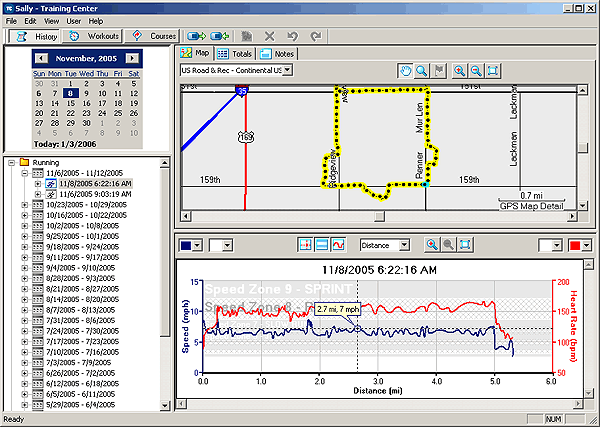 Sally - Training Center
File Edit View User Help
History Workouts Courses
November, 2005
Sun Mon Tue Wed Thu Fri Sat
30 31 1 2 3 4 5
6 7 8 9 10 11 12
13 14 15 16 17 18 19
20 21 22 23 24 25 26
27 28 29 30 1 2 3
4 5 6 7 8 9 10
Today: 1/3/2006
Running
11/6/2005 - 11/12/2005
11/8/2005 6:22:16 AM
11/6/2005 9:03:19 AM
10/23/2005 - 10/29/2005
10/16/2005 - 10/22/2005
10/2/2005 - 10/8/2005
9/25/2005 - 10/1/2005
9/18/2005 - 9/24/2005
9/11/2005 - 9/17/2005
9/4/2005 - 9/10/2005
8/28/2005 - 9/3/2005
8/21/2005 - 8/27/2005
8/14/2005 - 8/20/2005
8/7/2005 - 8/13/2005
7/31/2005 - 8/6/2005
7/24/2005 - 7/30/2005
7/17/2005 - 7/23/2005
7/10/2005 - 7/16/2005
7/3/2005 - 7/9/2005
6/26/2005 - 7/2/2005
6/12/2005 - 6/18/2005
6/5/2005 - 6/11/2005
5/29/2005 - 6/4/2005
Map Totals Notes
US Road & Rec - Continental US
151st
35
151st
169
Mur Len
Lackman
Lackman
Ridgeview
Penner
159th
159th
0.7 mi
GPS Map Detail
Distance
11/8/2005 6:22:16 AM
Speed Zone 9 - SPRINT
Speed Zone 8 -
2.7 mi, 7 mph
Speed (mph)
15
10
5
0
Heart Rate (bpm)
200
150
100
50
0.0 1.0 2.0 3.0 4.0 5.0 6.0
Distance (mi)
Ready
NUM